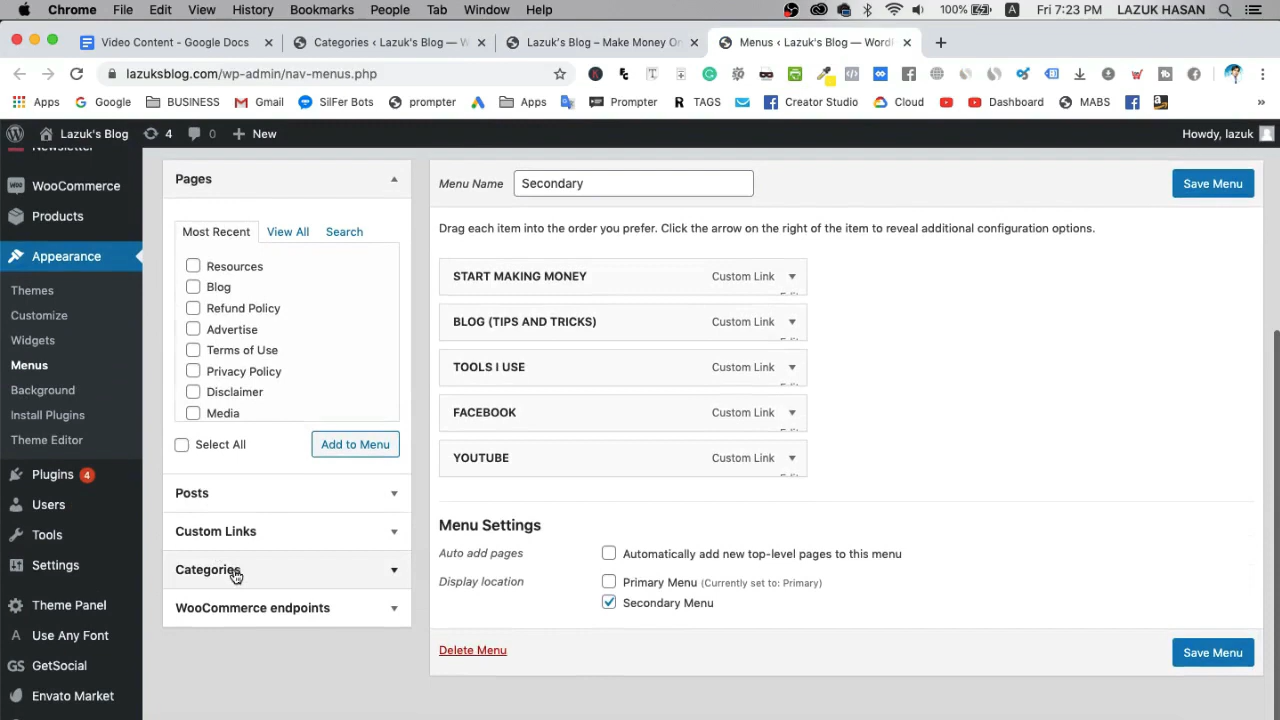 Chrome File Edit View History Bookmarks People Tab Window Help 100% A Fri 7:23 PM LAZUK HASAN
Video Content - Google Docs Categories ‹ Lazuk's Blog — W Lazuk's Blog – Make Money On Menus ‹ Lazuk's Blog — WordP
lazuksblog.com/wp-admin/nav-menus.php
Apps Google BUSINESS Gmail SilFer Bots prompter Apps Prompter R TAGS Creator Studio Cloud Dashboard MABS »
Lazuk's Blog 4 0 + New Howdy, lazuk
Newsletter
WooCommerce
Products
Appearance
Themes
Customize
Widgets
Menus
Background
Install Plugins
Theme Editor
Plugins 4
Users
Tools
Settings
Theme Panel
Use Any Font
GetSocial
Envato Market
Pages
Most Recent View All Search
Resources
Blog
Refund Policy
Advertise
Terms of Use
Privacy Policy
Disclaimer
Media
Select All Add to Menu
Posts
Custom Links
Categories
WooCommerce endpoints
Menu Name Secondary Save Menu
Drag each item into the order you prefer. Click the arrow on the right of the item to reveal additional configuration options.
START MAKING MONEY Custom Link
Edit
BLOG (TIPS AND TRICKS) Custom Link
Edit
TOOLS I USE Custom Link
Edit
FACEBOOK Custom Link
Edit
YOUTUBE Custom Link
Edit
Menu Settings
Auto add pages Automatically add new top-level pages to this menu
Display location Primary Menu (Currently set to: Primary)
Secondary Menu
Delete Menu Save Menu